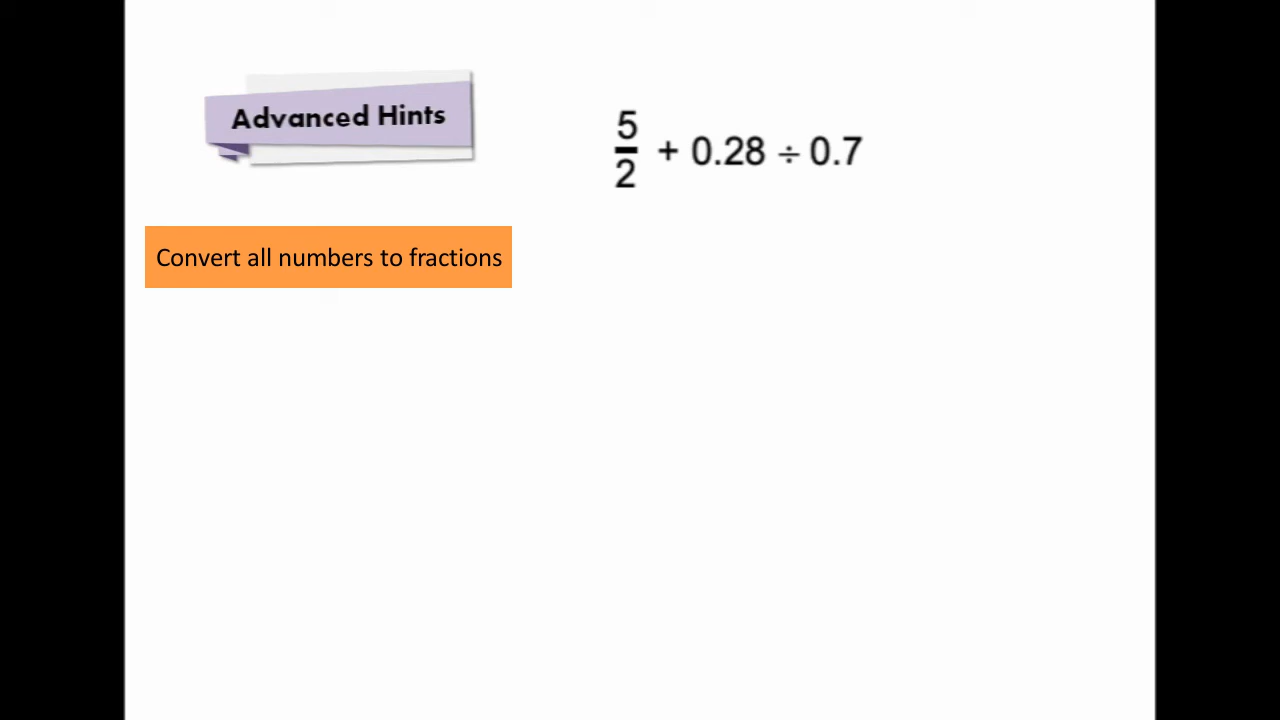 Advanced Hints
5/2 + 0.28 ÷ 0.7
Convert all numbers to fractions